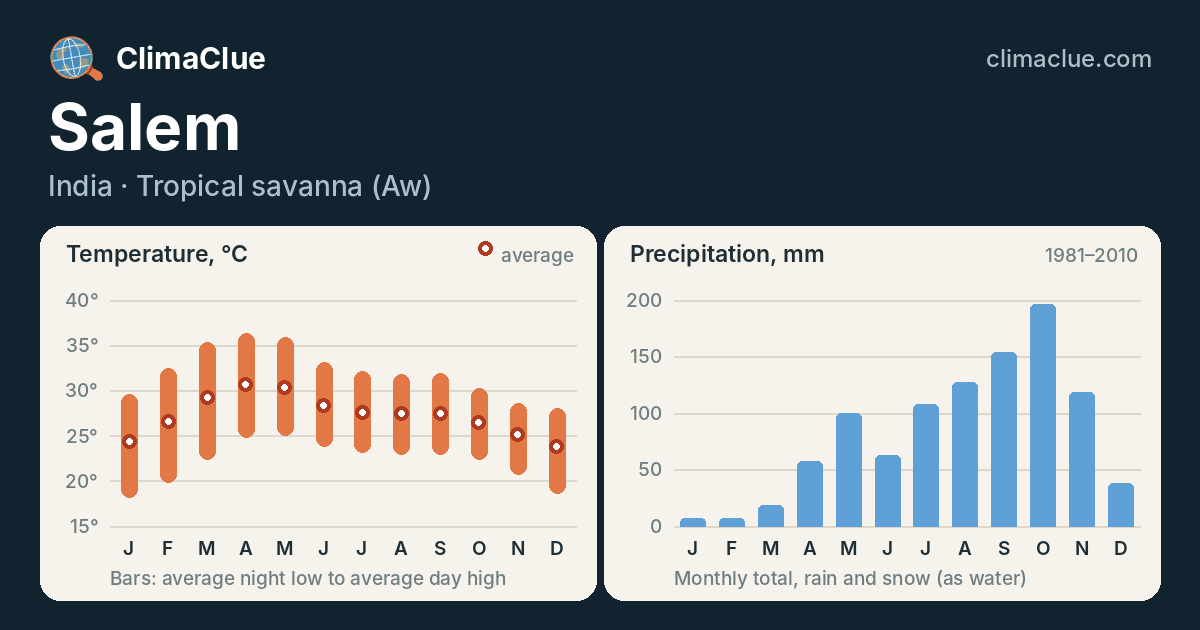 ClimaClue
climaclue.com
Salem
India · Tropical savanna (Aw)
Temperature, °C
average
40°
35°
30°
25°
20°
15°
J F M A M J J A S O N D
Bars: average night low to average day high
Precipitation, mm
1981–2010
200
150
100
50
0
J F M A M J J A S O N D
Monthly total, rain and snow (as water)